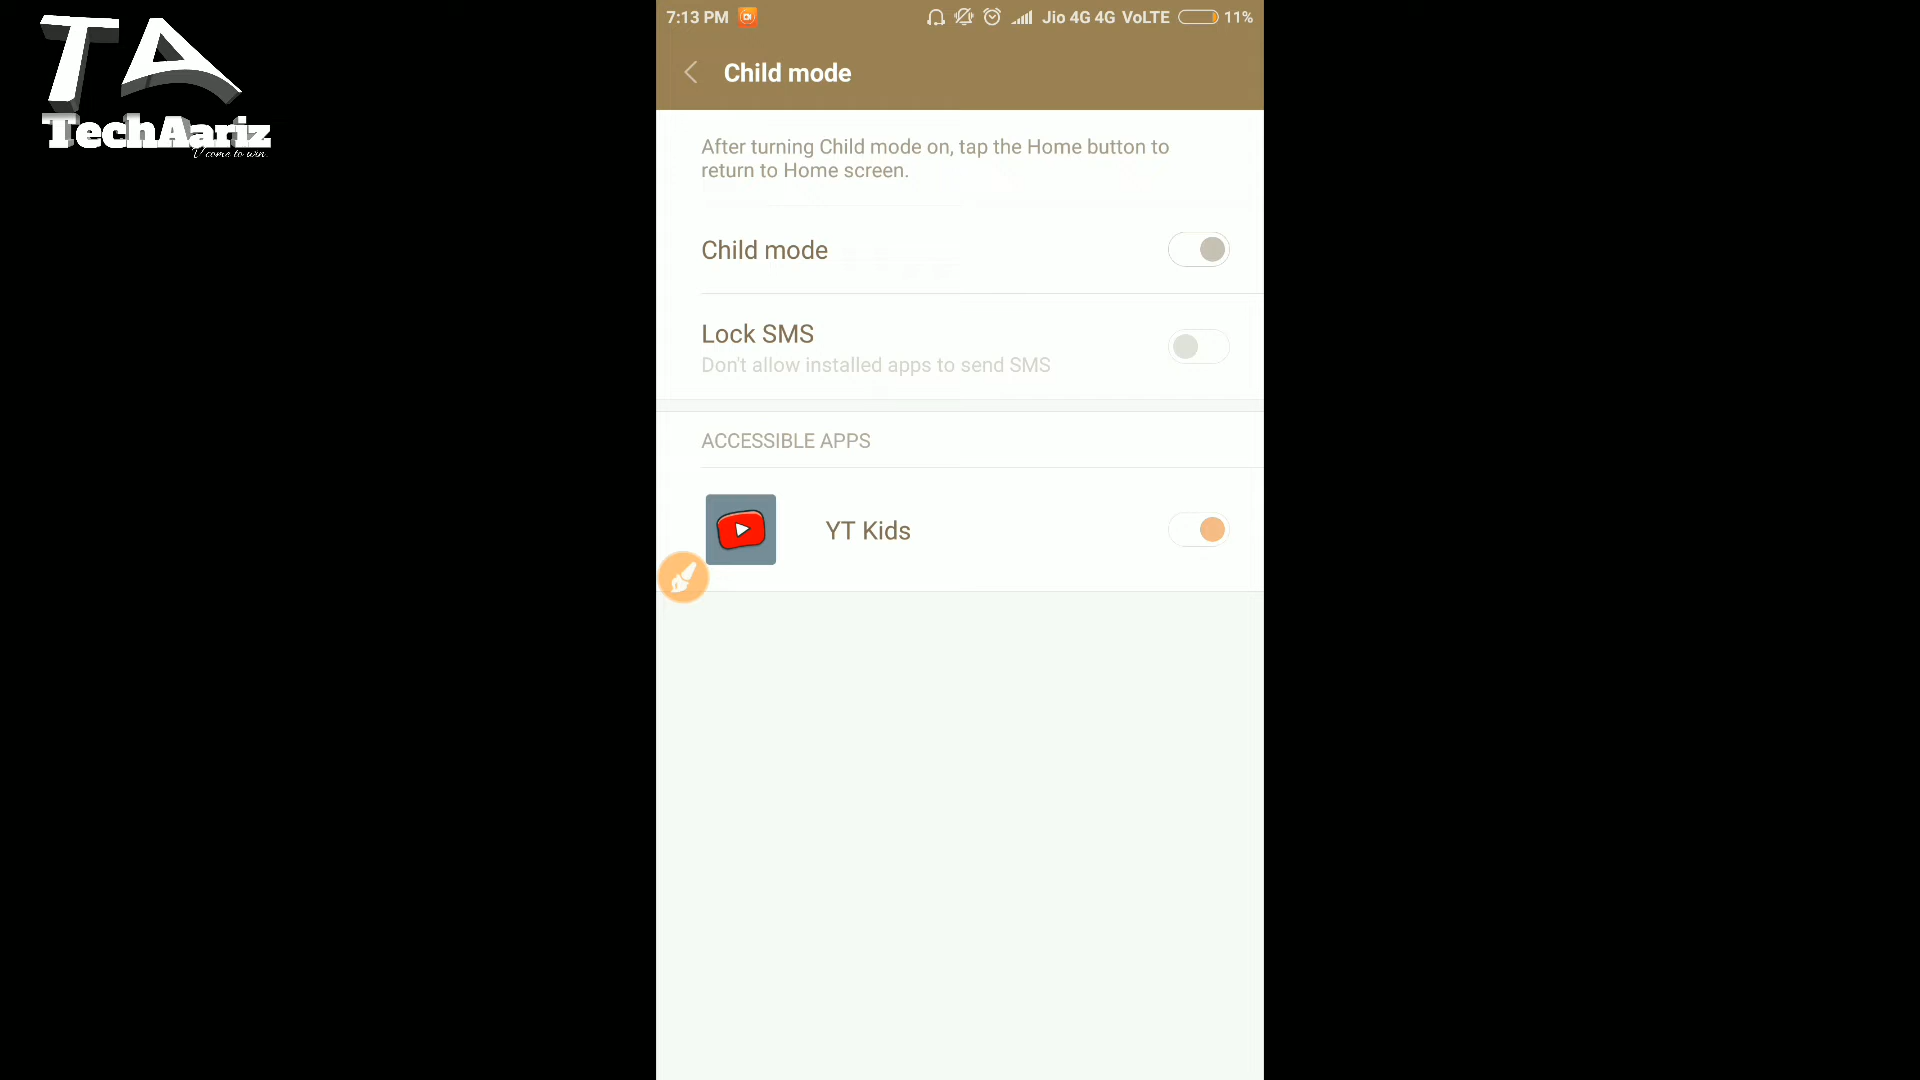 TA
TechAariz
U come to win.
7:13 PM
Jio 4G 4G VoLTE 11%
Child mode
After turning Child mode on, tap the Home button to
return to Home screen.
Child mode
Lock SMS
Don't allow installed apps to send SMS
ACCESSIBLE APPS
YT Kids